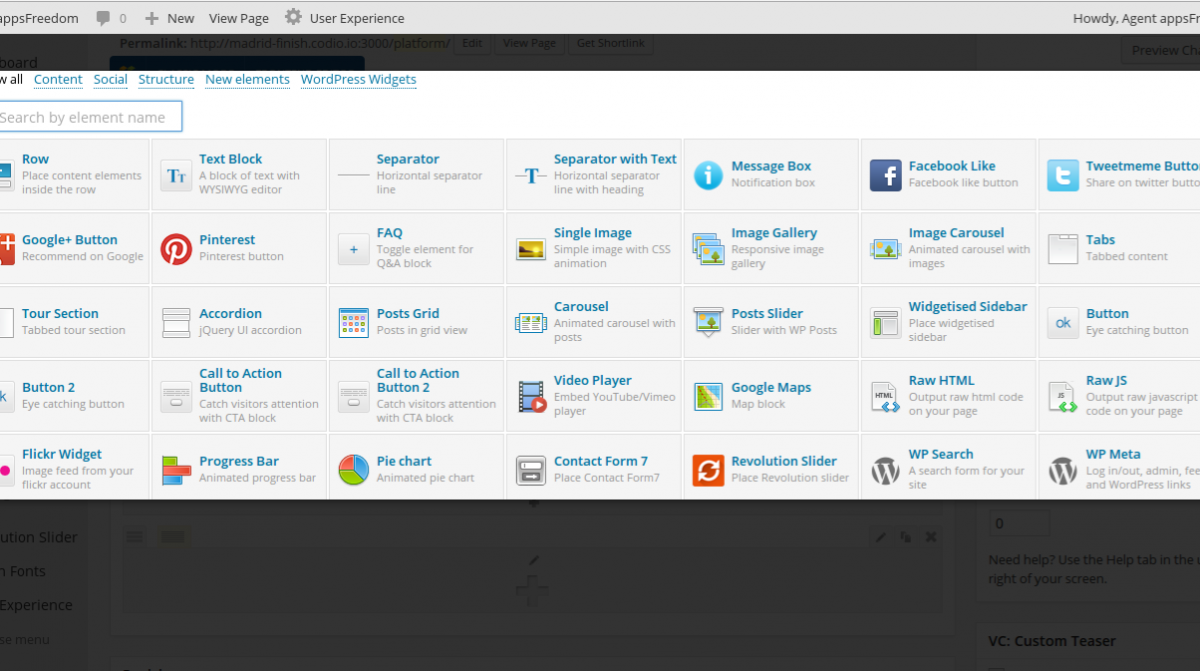 appsFreedom 0 New View Page User Experience Howdy, Agent appsFr
board
Permalink: http://madrid-finish.codio.io:3000/platform/ Edit View Page Get Shortlink
Preview Cha
w all Content Social Structure New elements WordPress Widgets
Search by element name
Row
Place content elements
inside the row
Text Block
A block of text with
WYSIWYG editor
Separator
Horizontal separator
line
Separator with Text
Horizontal separator
line with heading
Message Box
Notification box
Facebook Like
Facebook like button
Tweetmeme Button
Share on twitter butto
Google+ Button
Recommend on Google
Pinterest
Pinterest button
FAQ
Toggle element for
Q&A block
Single Image
Simple image with CSS
animation
Image Gallery
Responsive image
gallery
Image Carousel
Animated carousel with
images
Tabs
Tabbed content
Tour Section
Tabbed tour section
Accordion
jQuery UI accordion
Posts Grid
Posts in grid view
Carousel
Animated carousel with
posts
Posts Slider
Slider with WP Posts
Widgetised Sidebar
Place widgetised
sidebar
ok
Button
Eye catching button
k
Button 2
Eye catching button
Call to Action
Button
Catch visitors attention
with CTA block
Call to Action
Button 2
Catch visitors attention
with CTA block
Video Player
Embed YouTube/Vimeo
player
Google Maps
Map block
HTML
Raw HTML
Output raw html code
on your page
JS
Raw JS
Output raw javascript
code on your page
Flickr Widget
Image feed from your
flickr account
Progress Bar
Animated progress bar
Pie chart
Animated pie chart
Contact Form 7
Place Contact Form7
Revolution Slider
Place Revolution slider
WP Search
A search form for your
site
WP Meta
Log in/out, admin, fee
and WordPress links
ution Slider
n Fonts
Experience
se menu
0
Need help? Use the Help tab in the u
right of your screen.
VC: Custom Teaser